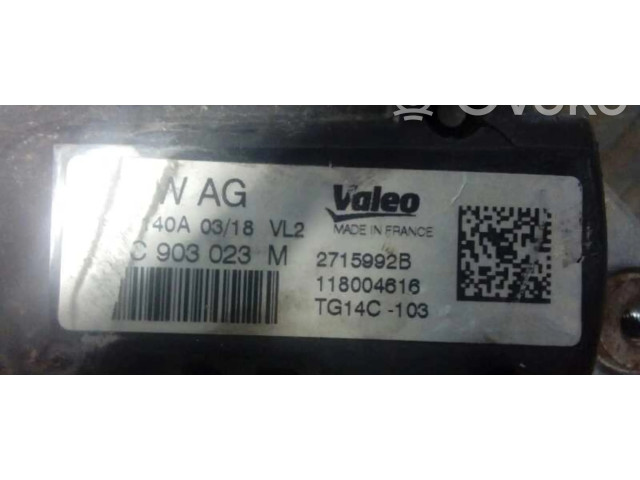 W AG
140A 03/18 VL2
C 903 023 M
Valeo
MADE IN FRANCE
2715992B
118004616
TG14C -103